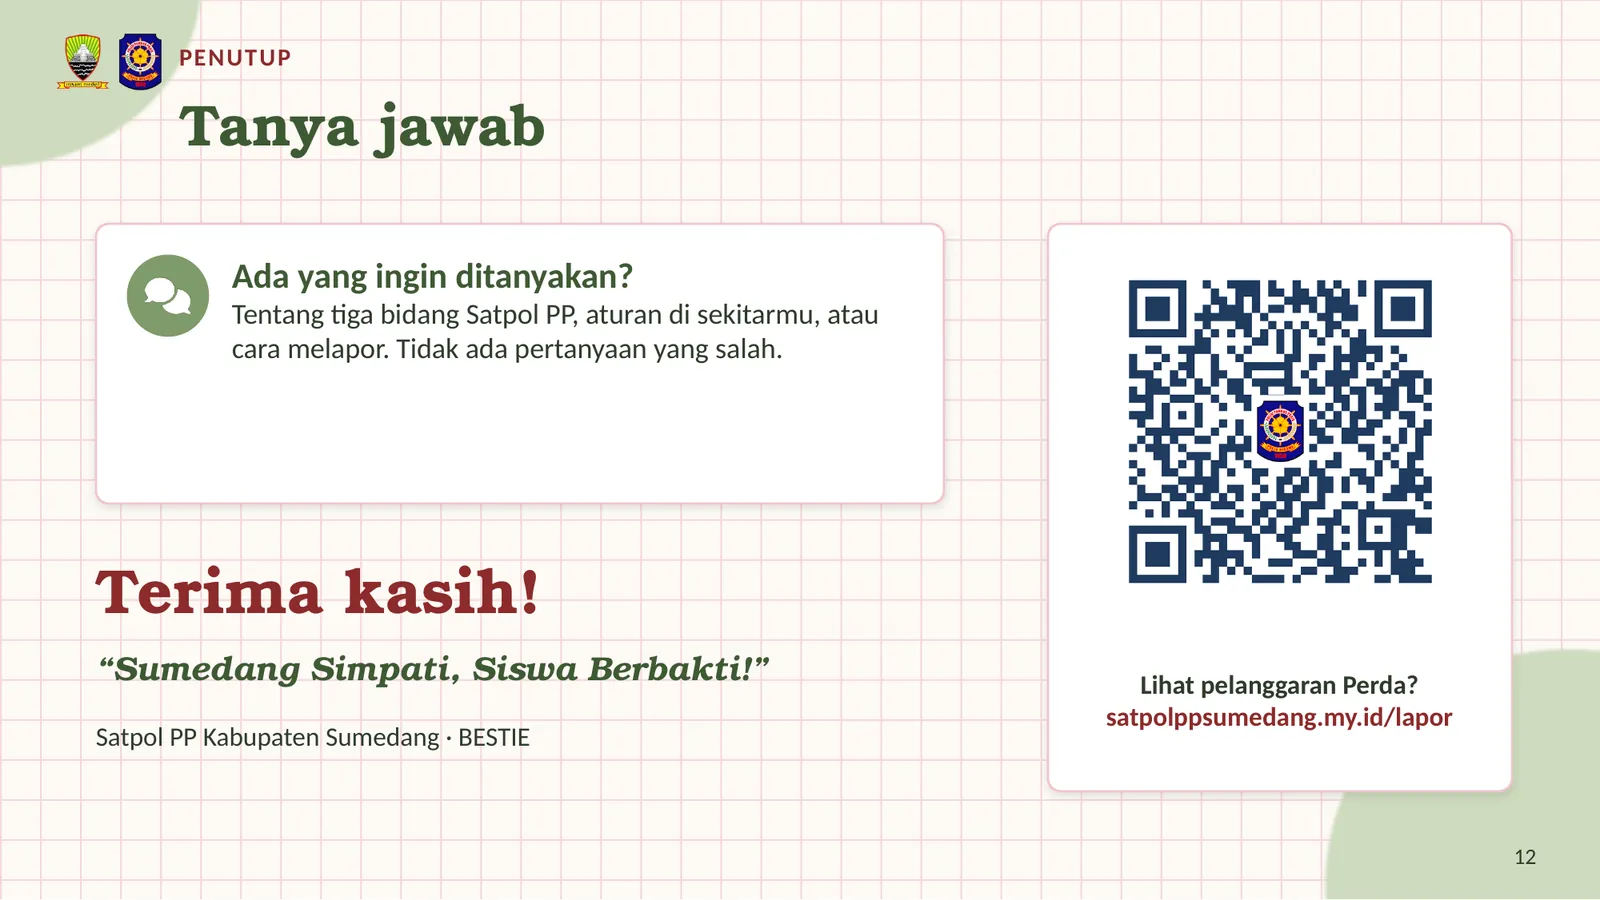 PENUTUP
Tanya jawab
Ada yang ingin ditanyakan?
Tentang tiga bidang Satpol PP, aturan di sekitarmu, atau
cara melapor. Tidak ada pertanyaan yang salah.
Terima kasih!
“Sumedang Simpati, Siswa Berbakti!”
Satpol PP Kabupaten Sumedang · BESTIE
Lihat pelanggaran Perda?
satpolppsumedang.my.id/lapor
12